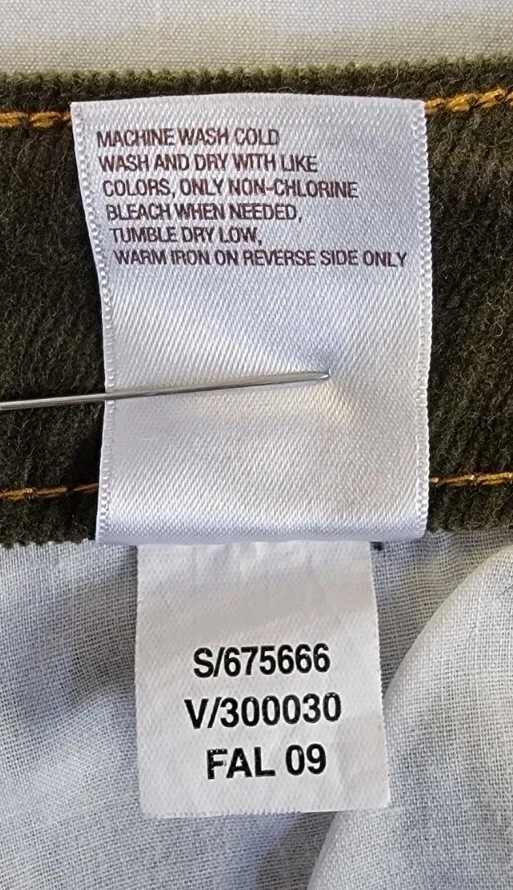 MACHINE WASH COLD
WASH AND DRY WITH LIKE
COLORS, ONLY NON-CHLORINE
BLEACH WHEN NEEDED,
TUMBLE DRY LOW,
WARM IRON ON REVERSE SIDE ONLY
S/675666
V/300030
FAL 09